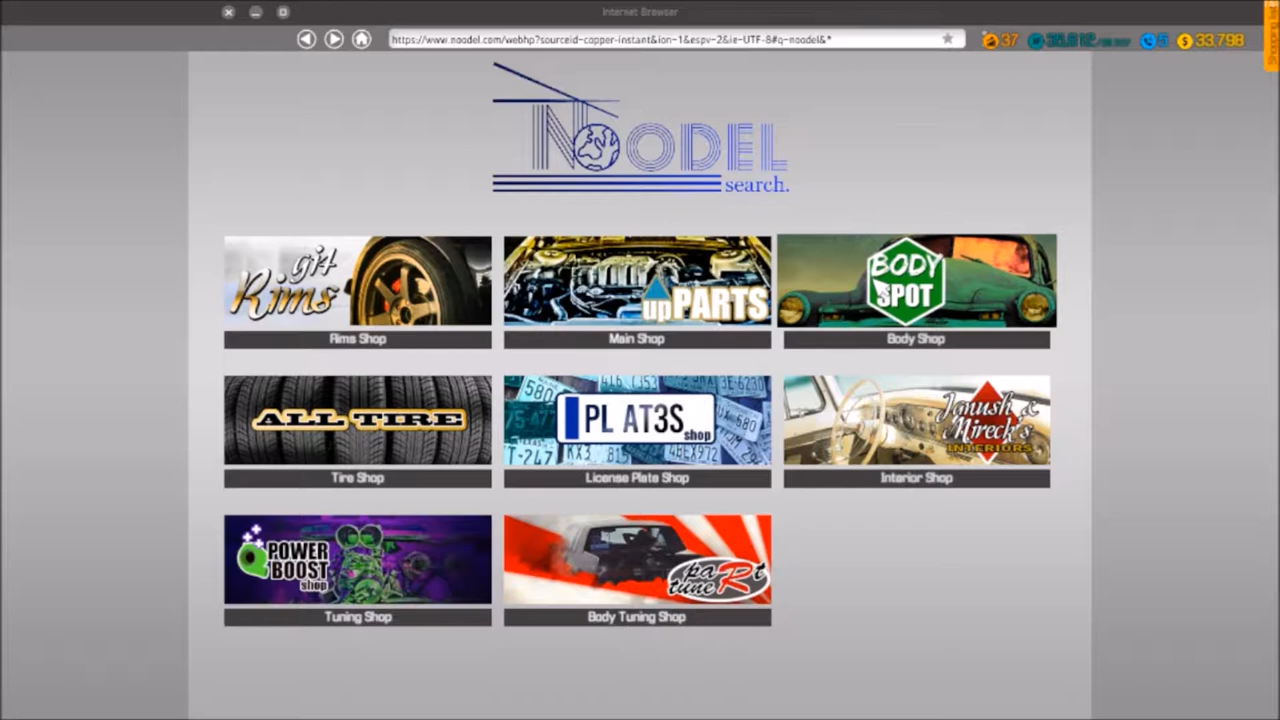 Internet Browser
https://www.noodel.com/webhp?sourceid-copper-instant&ion-1&espv-2&ie-UTF-8#q-noodel&*
37
5
33,798
NOODEL
search.
gj4
Rims
upPARTS
BODY
SPOT
Rims Shop
Main Shop
Body Shop
ALL TIRE
580
PL AT3S
shop
Janush &
Mireck's
INTERIORS
Tire Shop
License Plate Shop
Interior Shop
POWER
BOOST
shop
paRt
tuneR
Tuning Shop
Body Tuning Shop